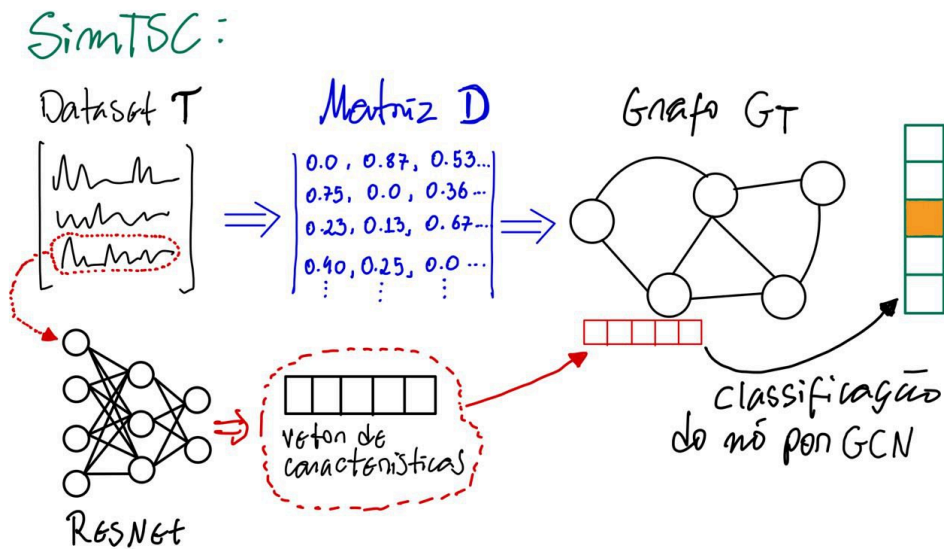 SimTSC:
Dataset T
Matriz D
0.0, 0.87, 0.53...
0.75, 0.0, 0.36...
0.23, 0.13, 0.67...
0.40, 0.25, 0.0 ...
Grafo GT
vetor de
características
ResNet
classificação
do nó por GCN